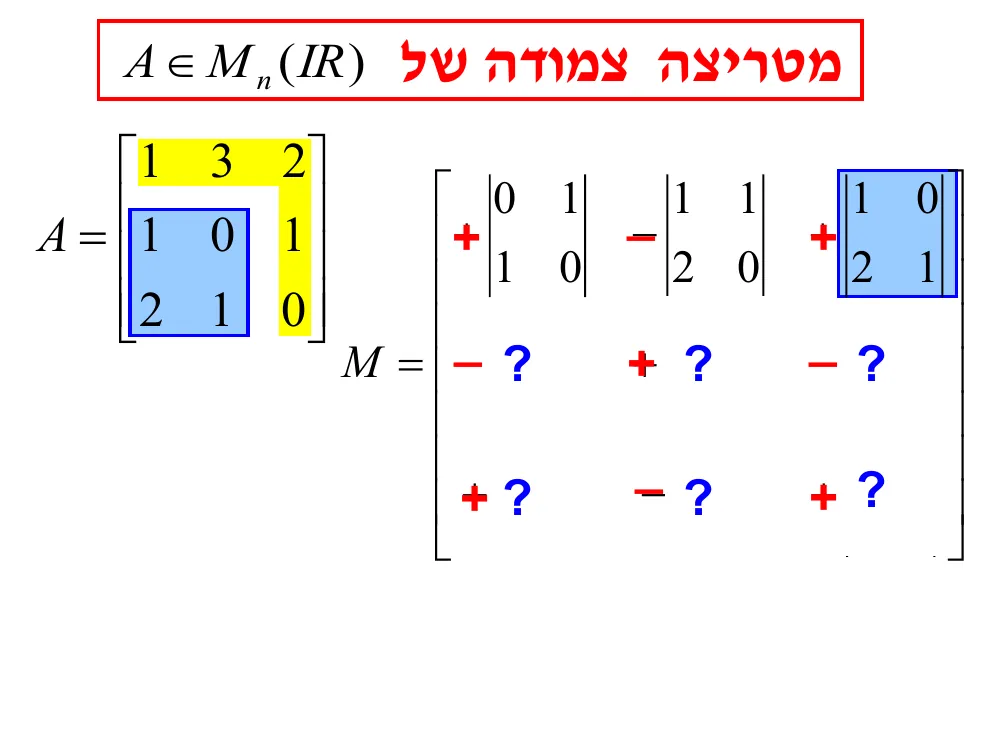 מטריצה צמודה של A ∈ M_n (IR)
A = [ 1 3 2
1 0 1
2 1 0 ]
M = [ + |0 1| − |1 1| + |1 0|
|1 0| |2 0| |2 1|
− ? + ? − ?
+ ? − ? + ? ]